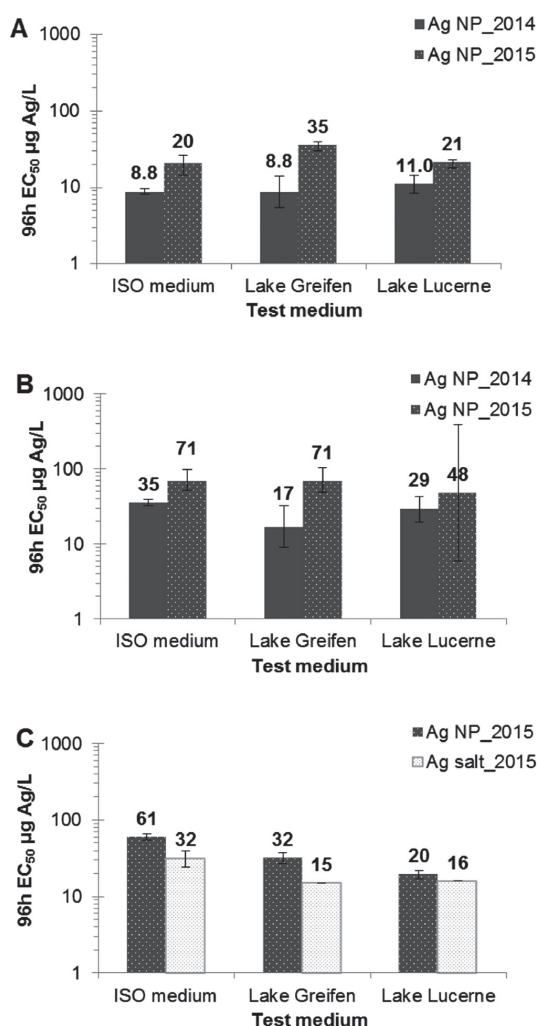 A
Ag NP_2014
Ag NP_2015
96h EC50 µg Ag/L
1000
100
10
1
8.8
20
8.8
35
11.0
21
ISO medium
Lake Greifen
Lake Lucerne
Test medium
B
Ag NP_2014
Ag NP_2015
96h EC50 µg Ag/L
1000
100
10
1
35
71
17
71
29
48
ISO medium
Lake Greifen
Lake Lucerne
Test medium
C
Ag NP_2015
Ag salt_2015
96h EC50 µg Ag/L
1000
100
10
1
61
32
32
15
20
16
ISO medium
Lake Greifen
Lake Lucerne
Test medium